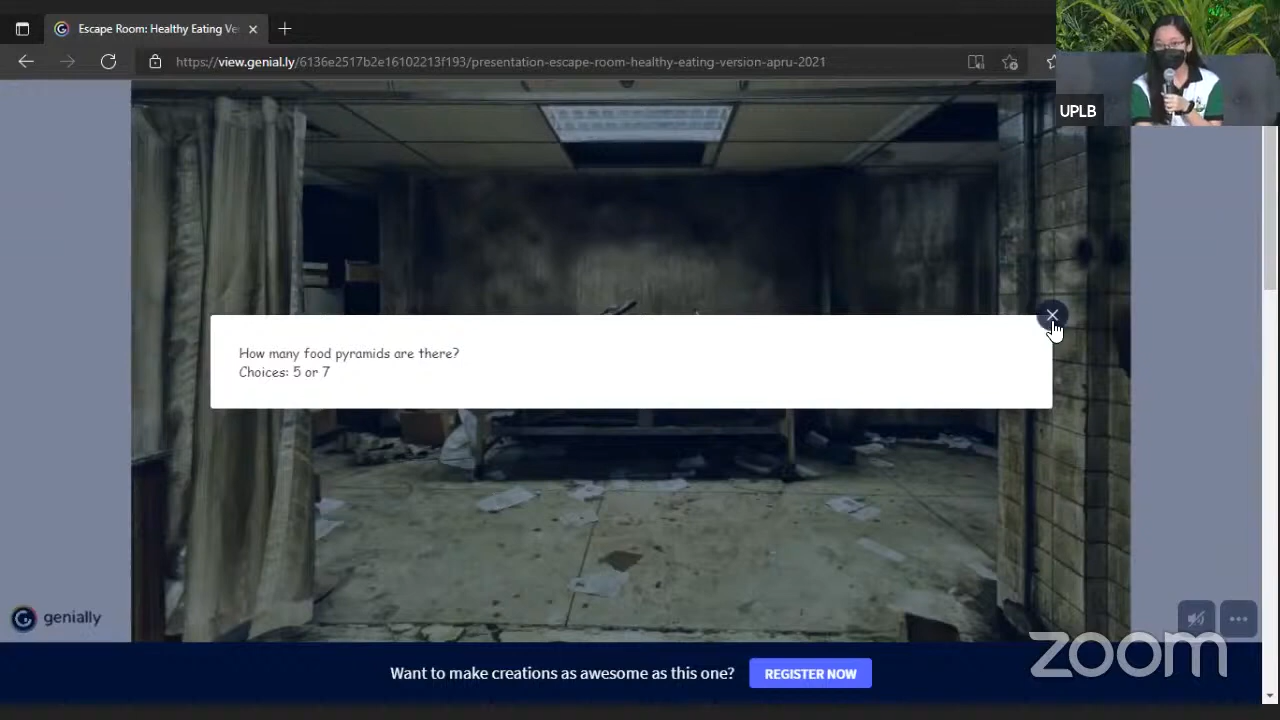 Escape Room: Healthy Eating Ve
https://view.genial.ly/6136e2517b2e16102213f193/presentation-escape-room-healthy-eating-version-apru-2021
UPLB
How many food pyramids are there?
Choices: 5 or 7
genially
zoom
Want to make creations as awesome as this one?
REGISTER NOW